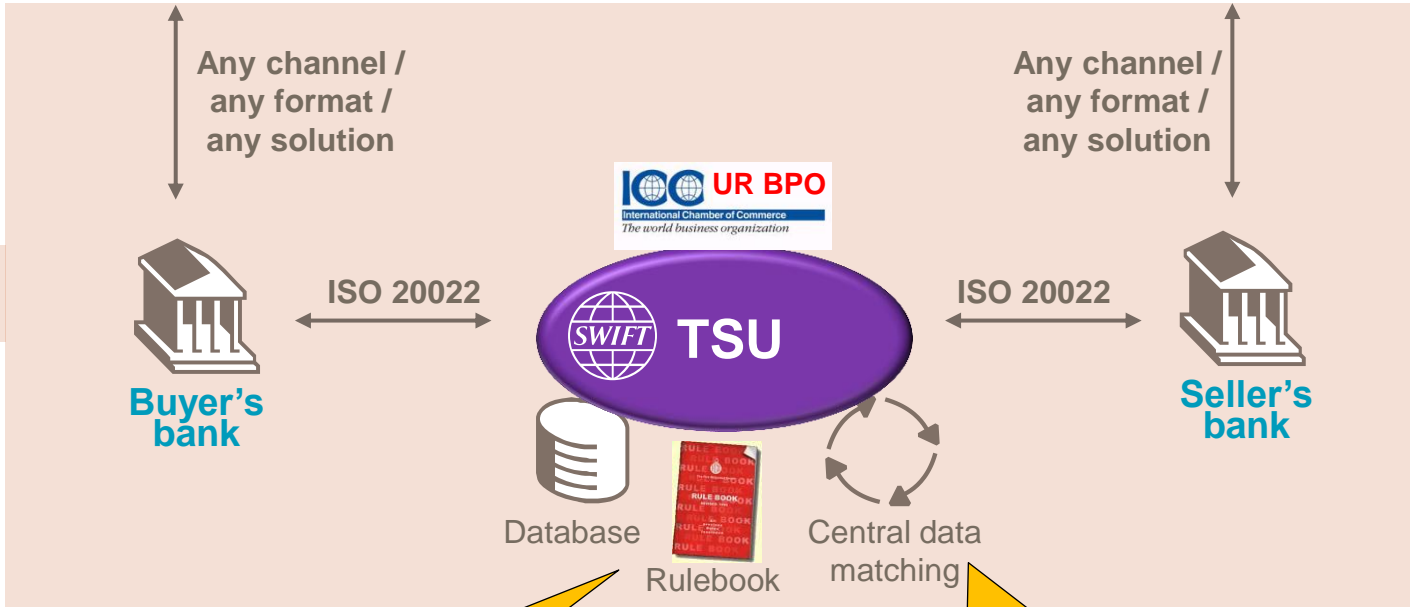 Any channel /
any format /
any solution
Any channel /
any format /
any solution
ICC UR BPO
International Chamber of Commerce
The world business organization
ISO 20022
SWIFT
TSU
ISO 20022
Buyer's
bank
Seller's
bank
RULE BOOK
Database
Rulebook
Central data
matching